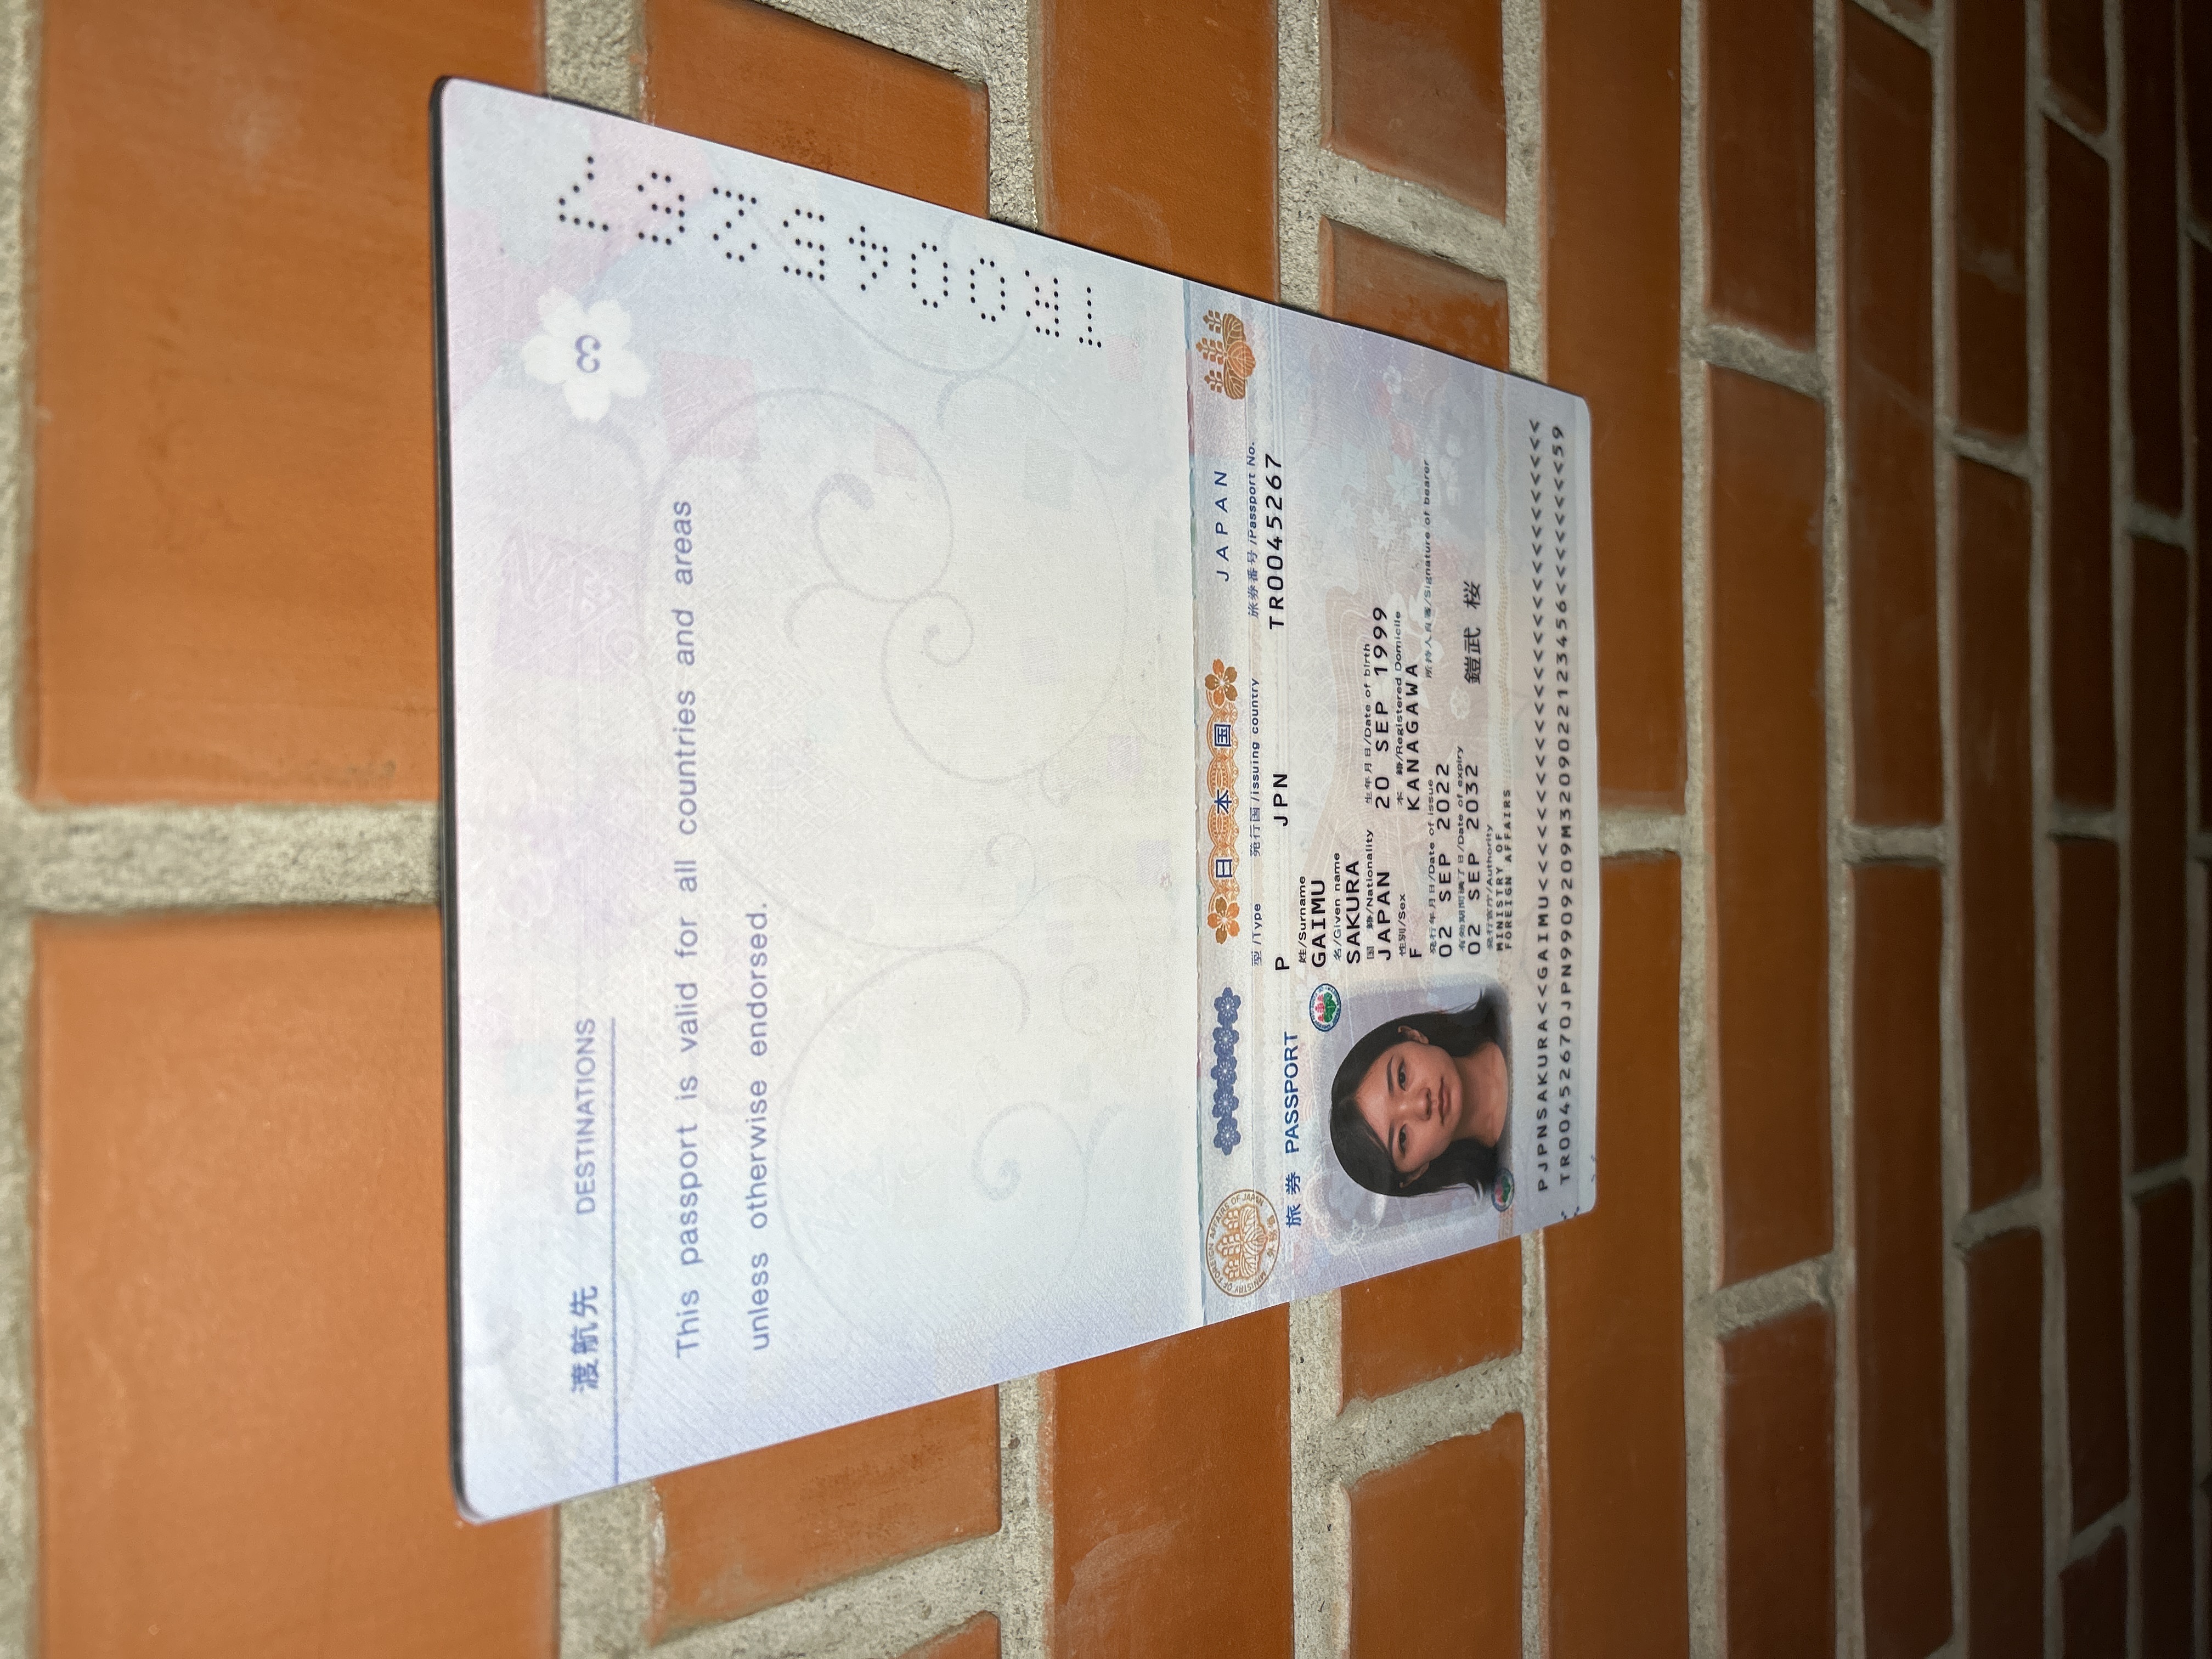 渡航先 DESTINATIONS
3
This passport is valid for all countries and areas
unless otherwise endorsed.
TR0045267
MINISTRY OF FOREIGN AFFAIRS OF JAPAN
外務省
日本国 JAPAN
型/Type 発行国/issuing country 旅券番号/Passport No.
旅券 PASSPORT P JPN TR0045267
姓/Surname
GAIMU
名/Given name
SAKURA
国 籍/Nationality 生年月日/Date of birth
JAPAN 20 SEP 1999
性別/Sex 本 籍/Registered Domicile
F KANAGAWA
発行年月日/Date of issue 所持人自署/Signature of bearer
02 SEP 2022
有効期間満了日/Date of expiry
02 SEP 2032 鎧武 桜
発行官庁/Authority
MINISTRY OF
FOREIGN AFFAIRS
PJPNSAKURA<<GAIMU<<<<<<<<<<<<<<<<<<<<<<<<<<<
TR00452670JPN9909209M3209022123456<<<<<<<<59